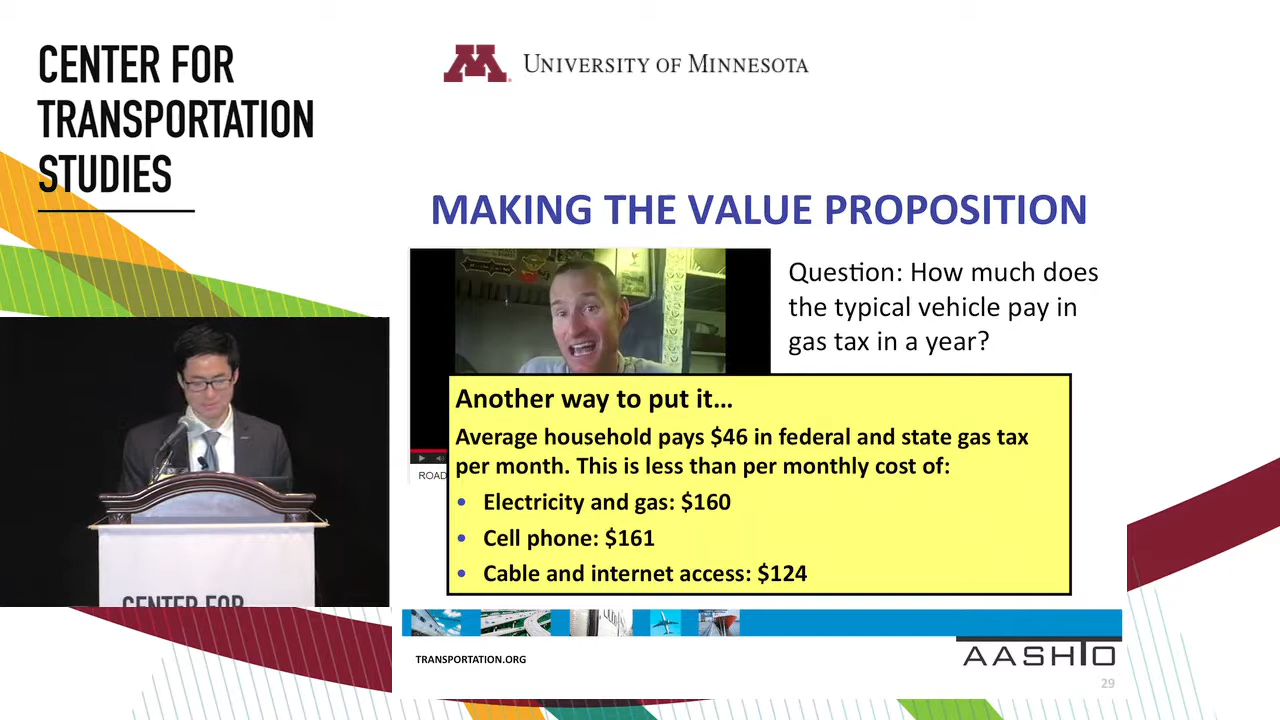 CENTER FOR
TRANSPORTATION
STUDIES
M
UNIVERSITY OF MINNESOTA
MAKING THE VALUE PROPOSITION
Question: How much does
the typical vehicle pay in
gas tax in a year?
Another way to put it…
Average household pays $46 in federal and state gas tax
per month. This is less than per monthly cost of:
• Electricity and gas: $160
• Cell phone: $161
• Cable and internet access: $124
ROAD
CENTER FOR
TRANSPORTATION.ORG
AASHTO
29